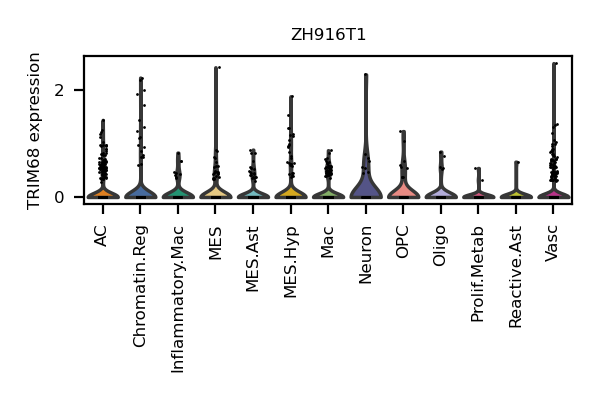 ZH916T1
TRIM68 expression
2
0
AC
Chromatin.Reg
Inflammatory.Mac
MES
MES.Ast
MES.Hyp
Mac
Neuron
OPC
Oligo
Prolif.Metab
Reactive.Ast
Vasc